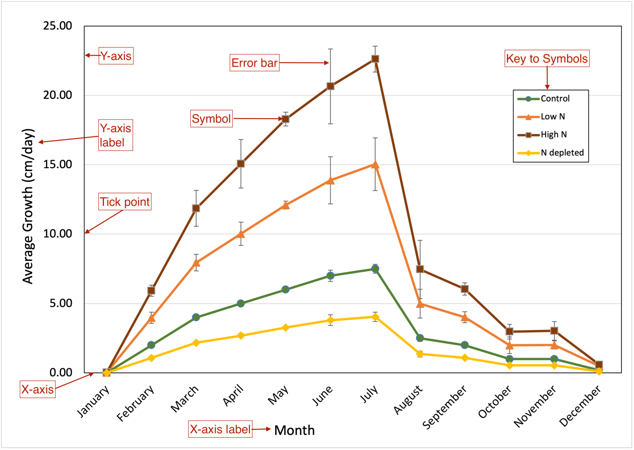 25.00
Y-axis
Error bar
Key to Symbols
20.00
Control
Low N
High N
N depleted
Symbol
Y-axis
label
15.00
Average Growth (cm/day)
Tick point
10.00
5.00
0.00
X-axis
January
February
March
April
May
June
July
August
September
October
November
December
X-axis label
Month